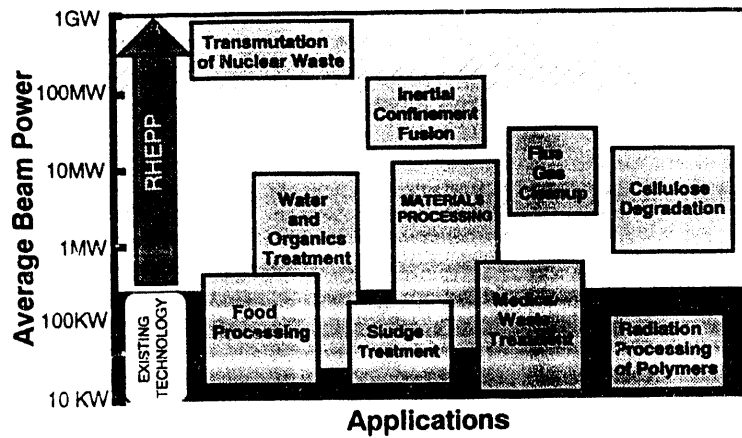 1GW
100MW
10MW
1MW
100KW
10 KW
Average Beam Power
RHEPP
EXISTING
TECHNOLOGY
Transmutation
of Nuclear Waste
Inertial
Confinement
Fusion
Flue
Gas
Cleanup
Cellulose
Degradation
Water
and
Organics
Treatment
MATERIALS
PROCESSING
Food
Processing
Sludge
Treatment
Medical
Waste
Treatment
Radiation
Processing
of Polymers
Applications